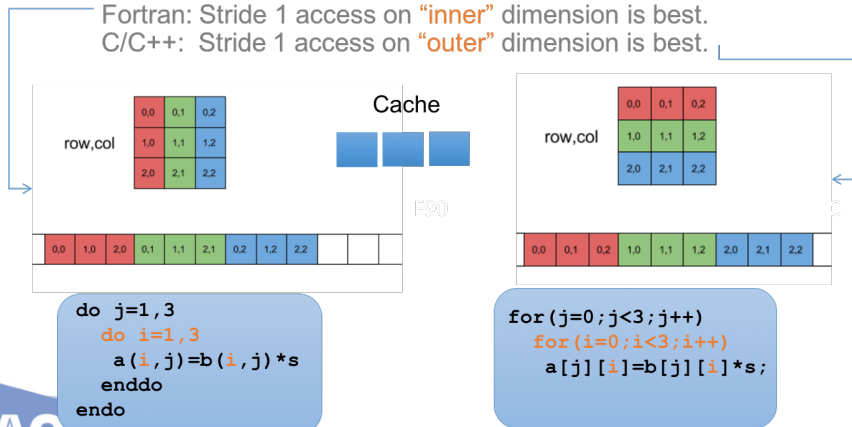 Fortran: Stride 1 access on “inner” dimension is best.
C/C++:  Stride 1 access on “outer” dimension is best.
Cache
row,col
0,0 0,1 0,2
1,0 1,1 1,2
2,0 2,1 2,2
0,0 1,0 2,0 0,1 1,1 2,1 0,2 1,2 2,2
F90
row,col
0,0 0,1 0,2
1,0 1,1 1,2
2,0 2,1 2,2
0,0 0,1 0,2 1,0 1,1 1,2 2,0 2,1 2,2
C
do j=1,3
do i=1,3
a(i,j)=b(i,j)*s
enddo
endo
for(j=0;j<3;j++)
for(i=0;i<3;i++)
a[j][i]=b[j][i]*s;